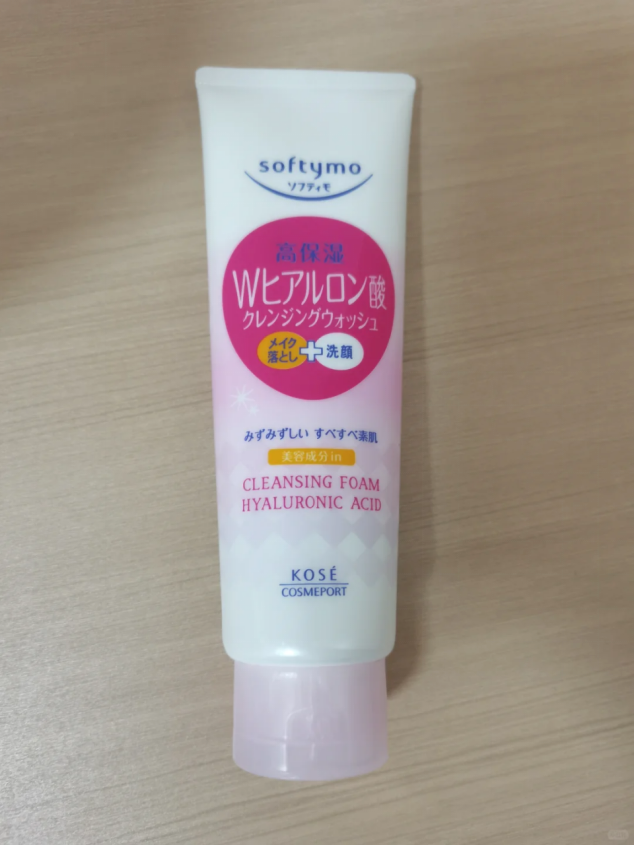 softymo
ソフティモ
高保湿
Wヒアルロン酸
クレンジングウォッシュ
メイク
落とし
+
洗顔
みずみずしい すべすべ素肌
美容成分in
CLEANSING FOAM
HYALURONIC ACID
KOSÉ
COSMEPORT